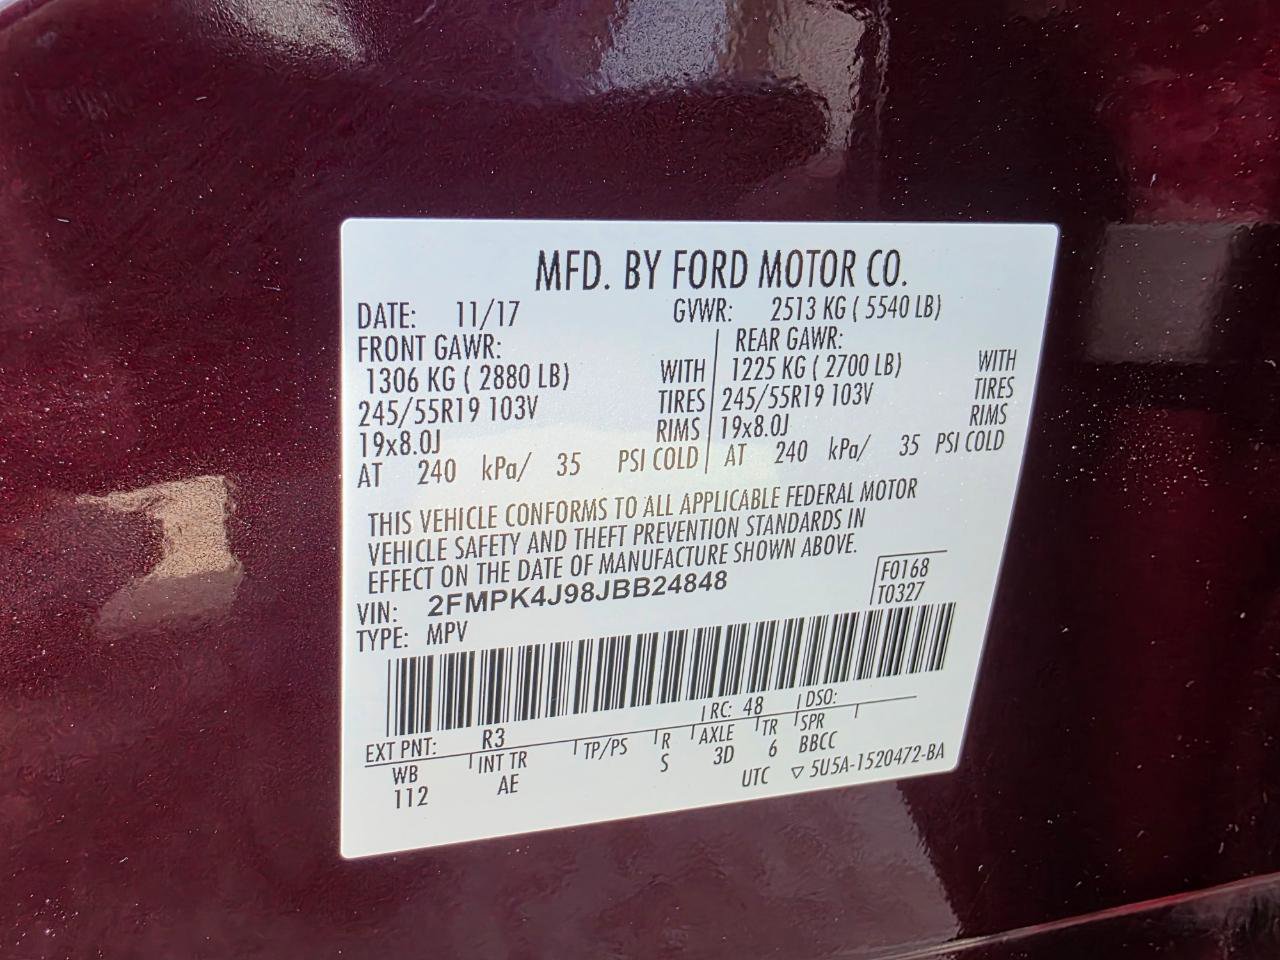 MFD. BY FORD MOTOR CO.
DATE: 11/17 GVWR: 2513 KG ( 5540 LB)
FRONT GAWR: REAR GAWR:
1306 KG ( 2880 LB) WITH 1225 KG ( 2700 LB) WITH
245/55R19 103V TIRES 245/55R19 103V TIRES
19x8.0J RIMS 19x8.0J RIMS
AT 240 kPa/ 35 PSI COLD AT 240 kPa/ 35 PSI COLD
THIS VEHICLE CONFORMS TO ALL APPLICABLE FEDERAL MOTOR
VEHICLE SAFETY AND THEFT PREVENTION STANDARDS IN
EFFECT ON THE DATE OF MANUFACTURE SHOWN ABOVE.
VIN: 2FMPK4J98JBB24848 F0168
TYPE: MPV T0327
EXT PNT: R3 RC: 48 DSO:
WB INT TR TP/PS R AXLE TR SPR
112 AE S 3D 6 BBCC
UTC ▽ 5U5A-1520472-BA